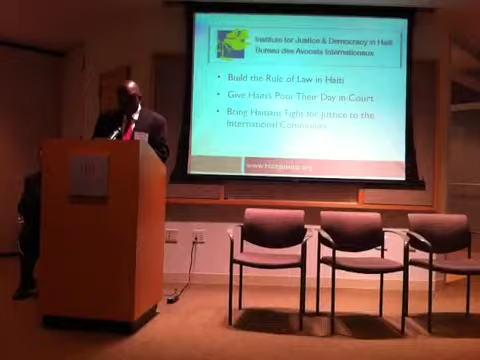 Institute for Justice & Democracy in Haiti
Bureau des Avocats Internationaux
• Build the Rule of Law in Haiti
• Give Haiti's Poor Their Day in Court
• Bring Haitians Fight for Justice to the
International Community